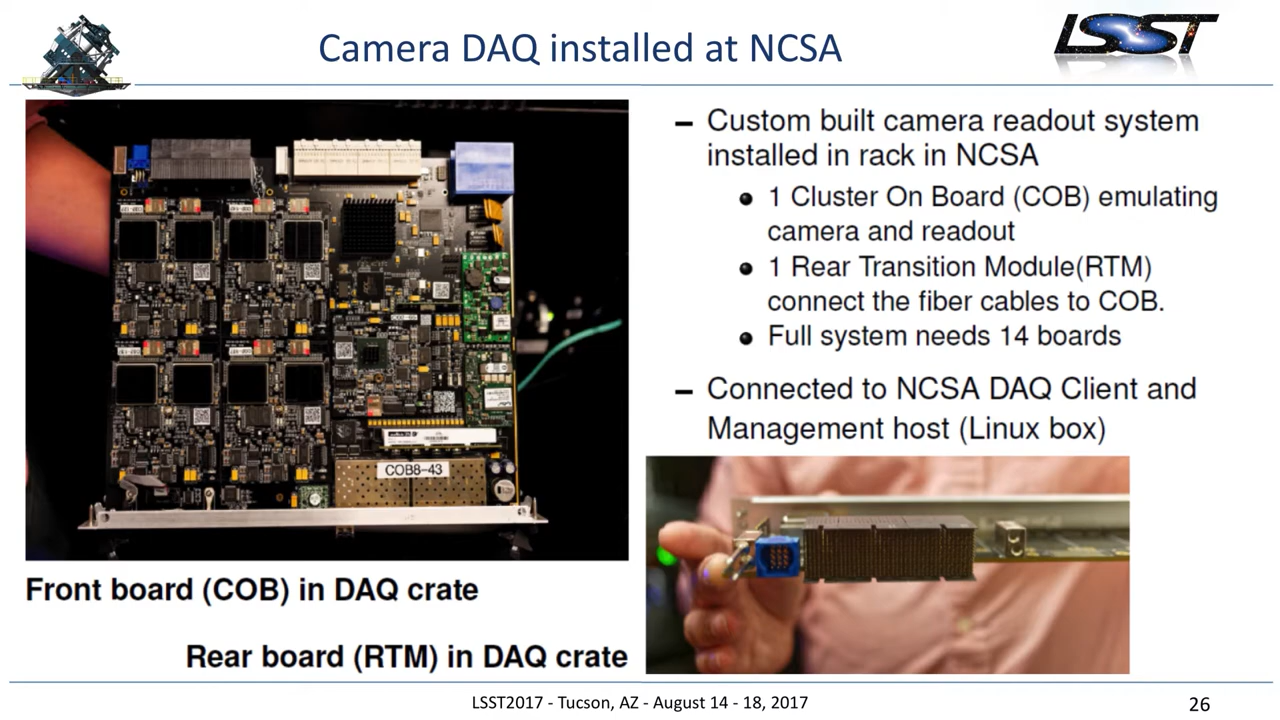 Camera DAQ installed at NCSA
LSST
– Custom built camera readout system
installed in rack in NCSA
• 1 Cluster On Board (COB) emulating
camera and readout
• 1 Rear Transition Module(RTM)
connect the fiber cables to COB.
• Full system needs 14 boards
– Connected to NCSA DAQ Client and
Management host (Linux box)
COB8-43
Front board (COB) in DAQ crate
Rear board (RTM) in DAQ crate
LSST2017 - Tucson, AZ - August 14 - 18, 2017
26